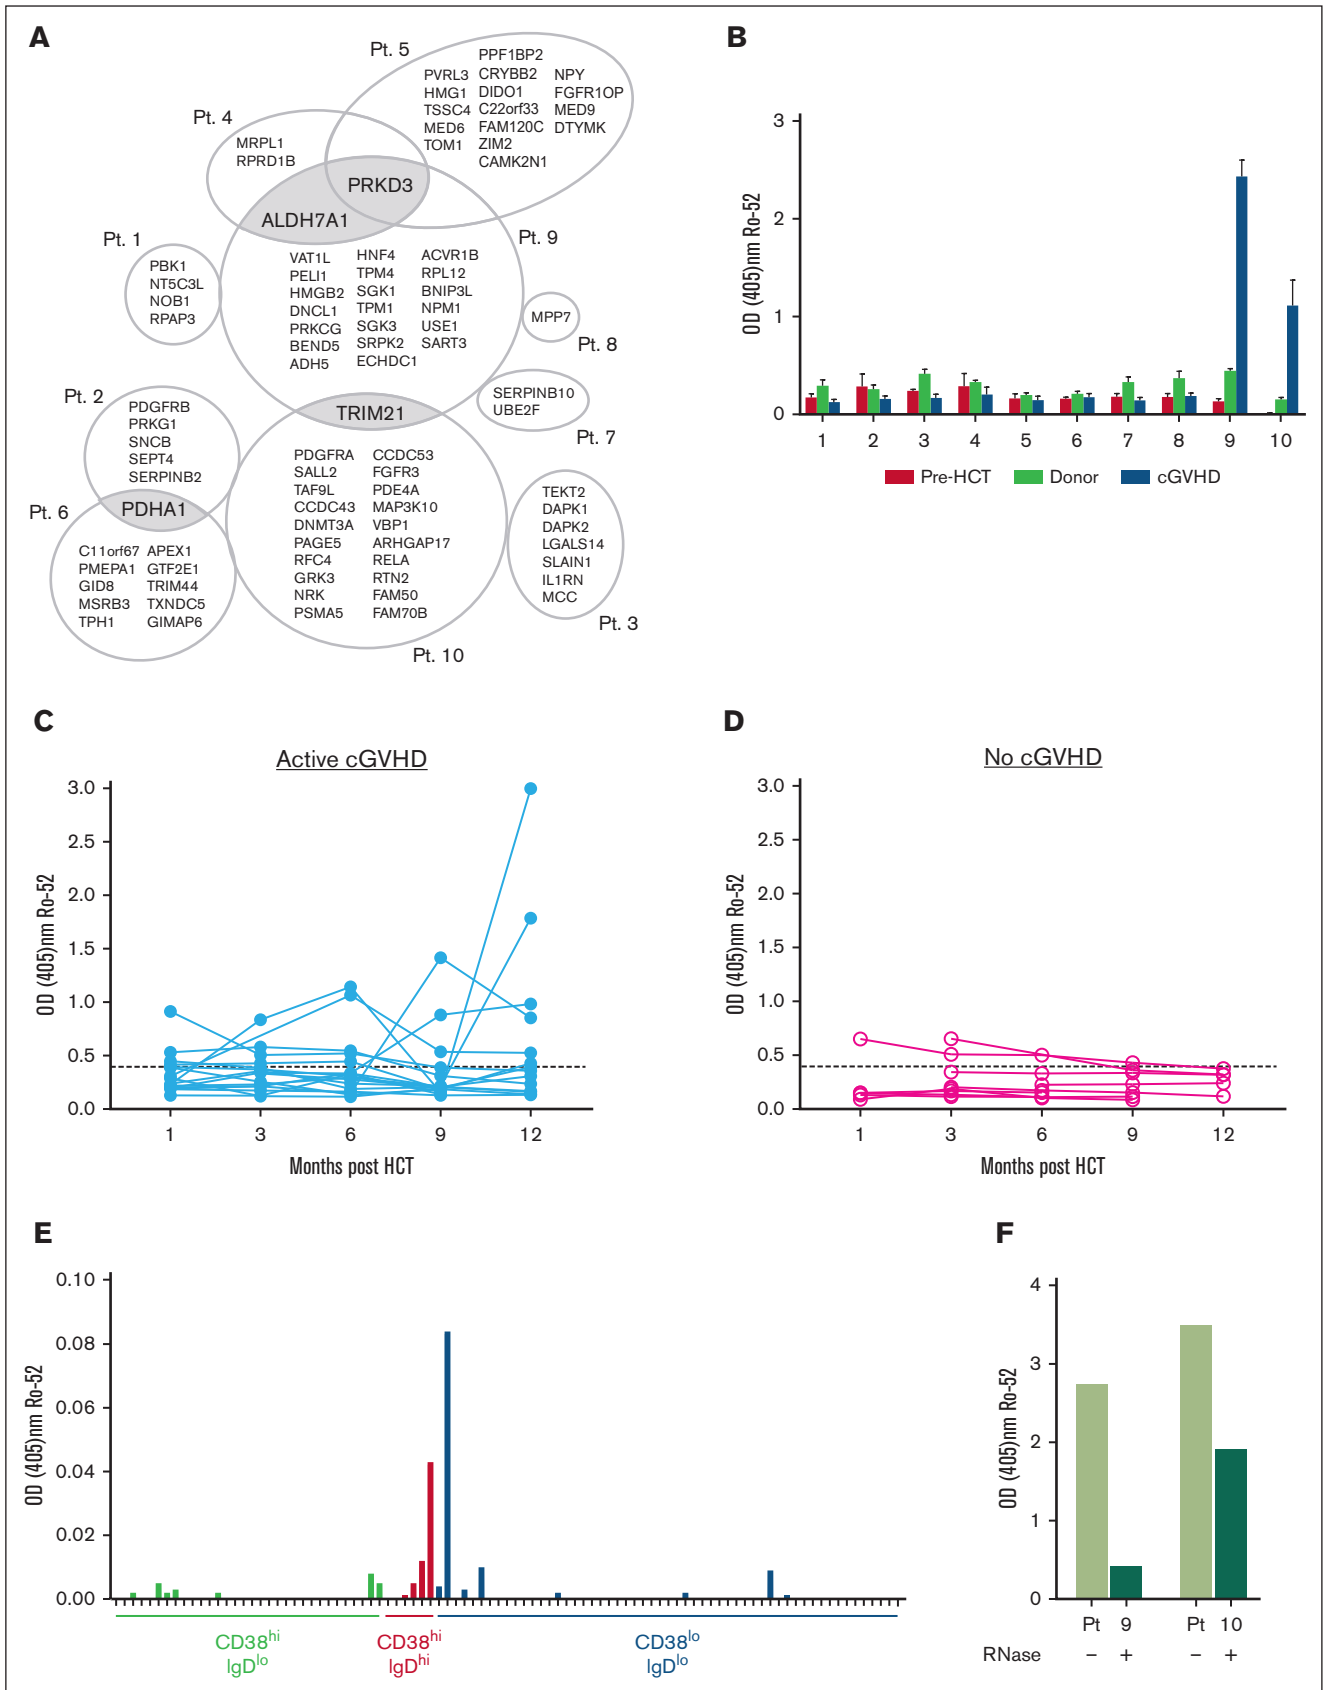 A
Pt. 5
PPF1BP2
PVRL3 CRYBB2 NPY
HMG1 DIDO1 FGFR1OP
TSSC4 C22orf33 MED9
MED6 FAM120C DTYMK
TOM1 ZIM2
CAMK2N1
Pt. 4
MRPL1
RPRD1B
PRKD3
ALDH7A1
Pt. 1
PBK1
NT5C3L
NOB1
RPAP3
Pt. 9
VAT1L HNF4 ACVR1B
PELI1 TPM4 RPL12
HMGB2 SGK1 BNIP3L
DNCL1 TPM1 NPM1
PRKCG SGK3 USE1
BEND5 SRPK2 SART3
ADH5 ECHDC1
MPP7
Pt. 8
Pt. 2
PDGFRB
PRKG1
SNCB
SEPT4
SERPINB2
TRIM21
SERPINB10
UBE2F
Pt. 7
PDHA1
Pt. 6
C11orf67 APEX1
PMEPA1 GTF2E1
GID8 TRIM44
MSRB3 TXNDC5
TPH1 GIMAP6
PDGFRA CCDC53
SALL2 FGFR3
TAF9L PDE4A
CCDC43 MAP3K10
DNMT3A VBP1
PAGE5 ARHGAP17
RFC4 RELA
GRK3 RTN2
NRK FAM50
PSMA5 FAM70B
Pt. 10
TEKT2
DAPK1
DAPK2
LGALS14
SLAIN1
IL1RN
MCC
Pt. 3
B
OD (405)nm Ro-52
3
2
1
0
1 2 3 4 5 6 7 8 9 10
Pre-HCT Donor cGVHD
C
Active cGVHD
OD (405)nm Ro-52
3.0
2.5
2.0
1.5
1.0
0.5
0.0
1 3 6 9 12
Months post HCT
D
No cGVHD
OD (405)nm Ro-52
3.0
2.5
2.0
1.5
1.0
0.5
0.0
1 3 6 9 12
Months post HCT
E
OD (405)nm Ro-52
0.10
0.08
0.06
0.04
0.02
0.00
CD38hi CD38hi CD38lo
IgDlo IgDhi IgDlo
F
OD (405)nm Ro-52
4
3
2
1
0
Pt 9 Pt 10
RNase – + – +